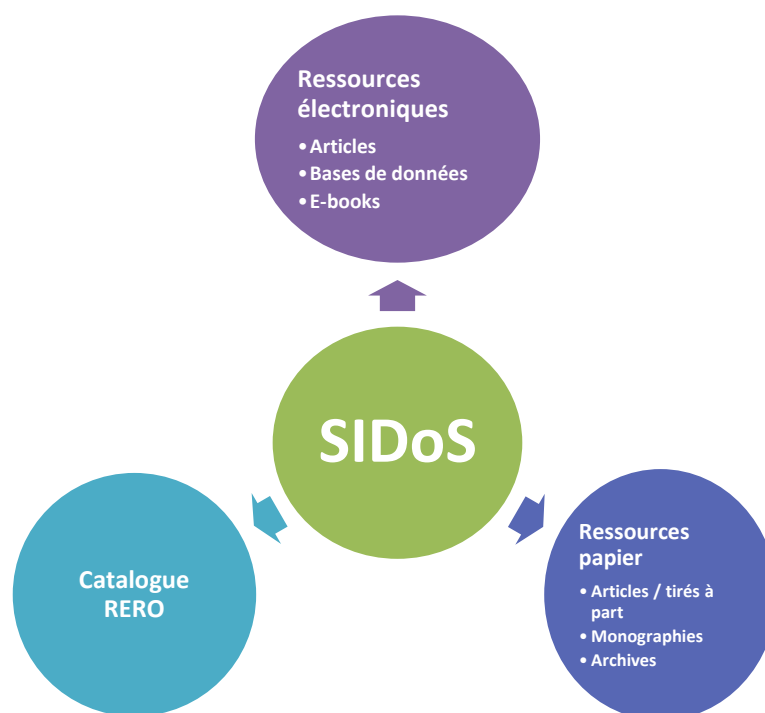 Ressources
électroniques
•Articles
•Bases de données
•E-books
SIDoS
Catalogue
RERO
Ressources
papier
•Articles / tirés à
part
•Monographies
•Archives